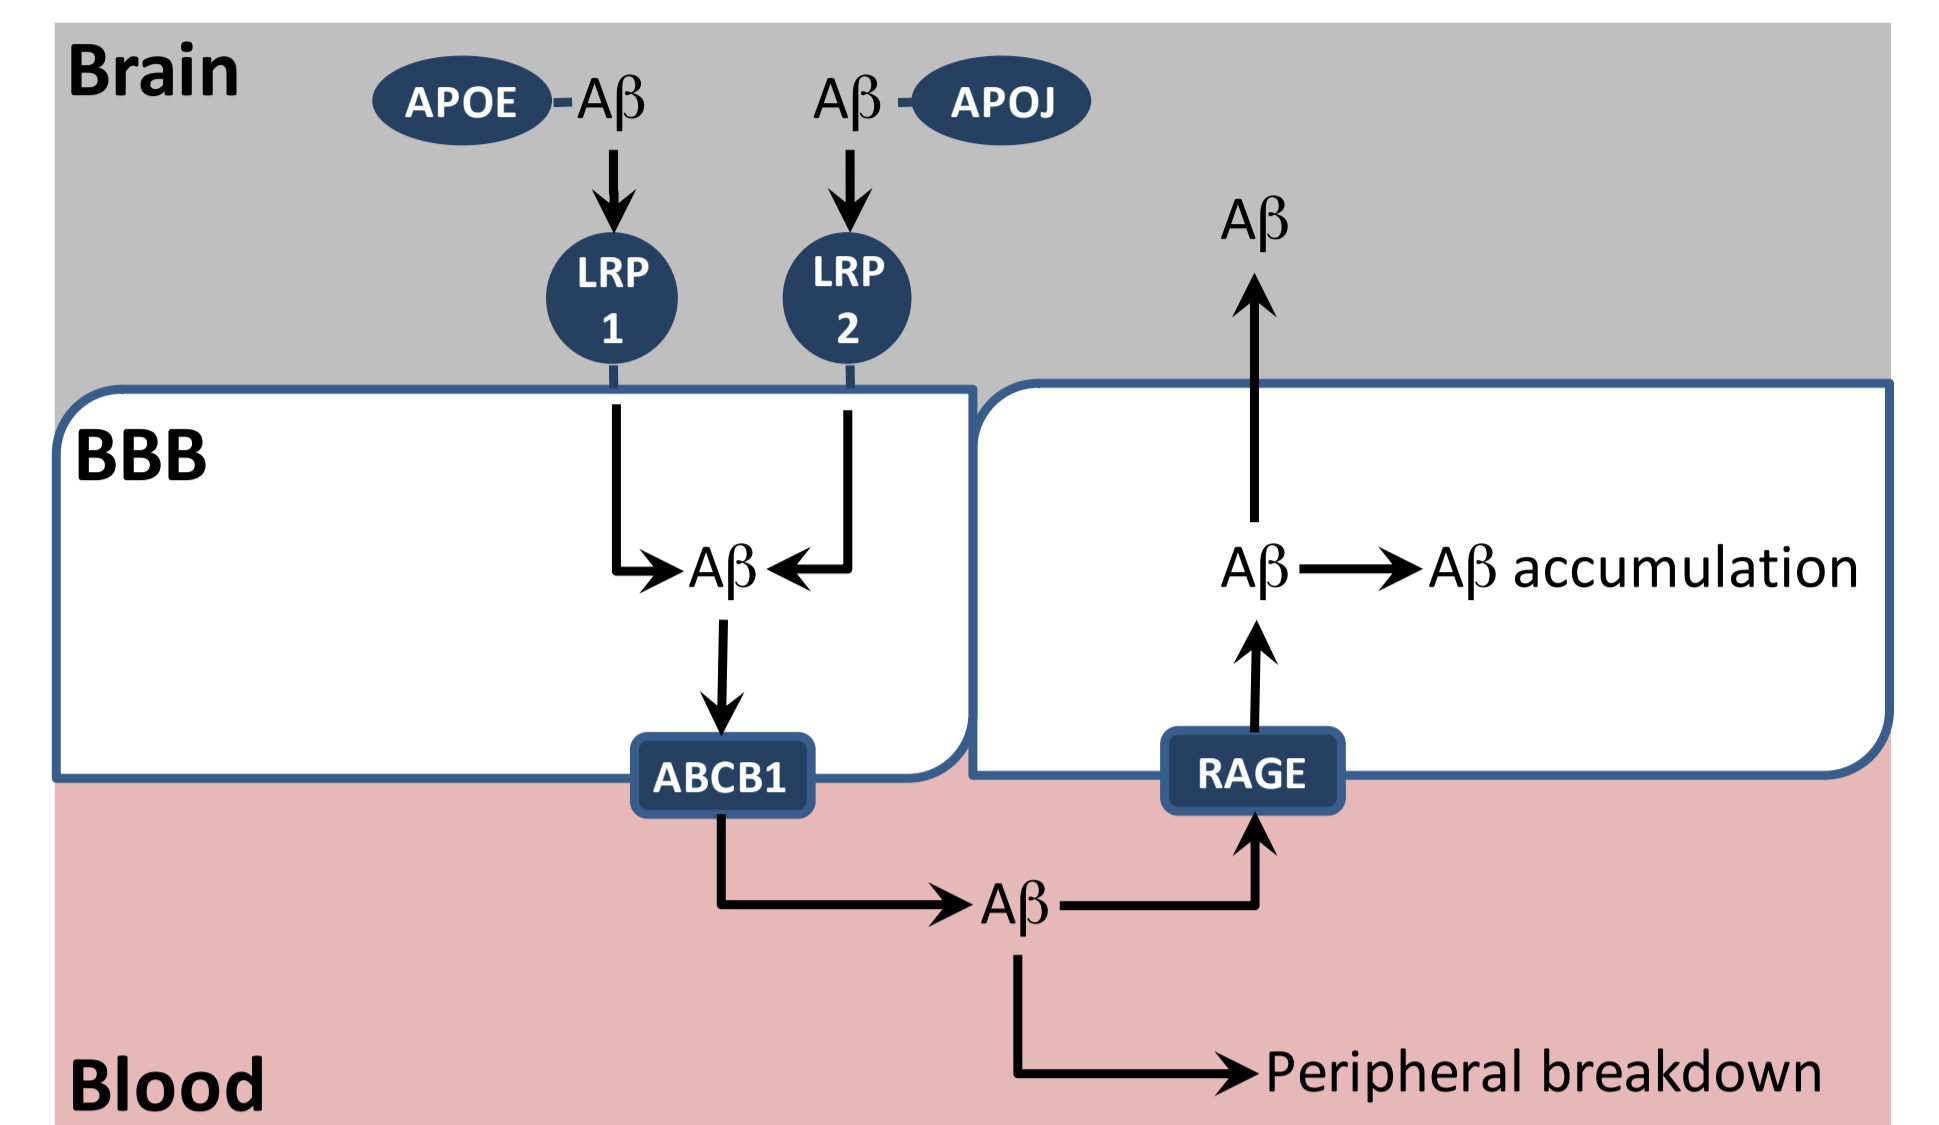 Brain
APOE
Aβ
Aβ
APOJ
LRP
1
LRP
2
Aβ
BBB
Aβ
Aβ
Aβ accumulation
ABCB1
RAGE
Aβ
Peripheral breakdown
Blood